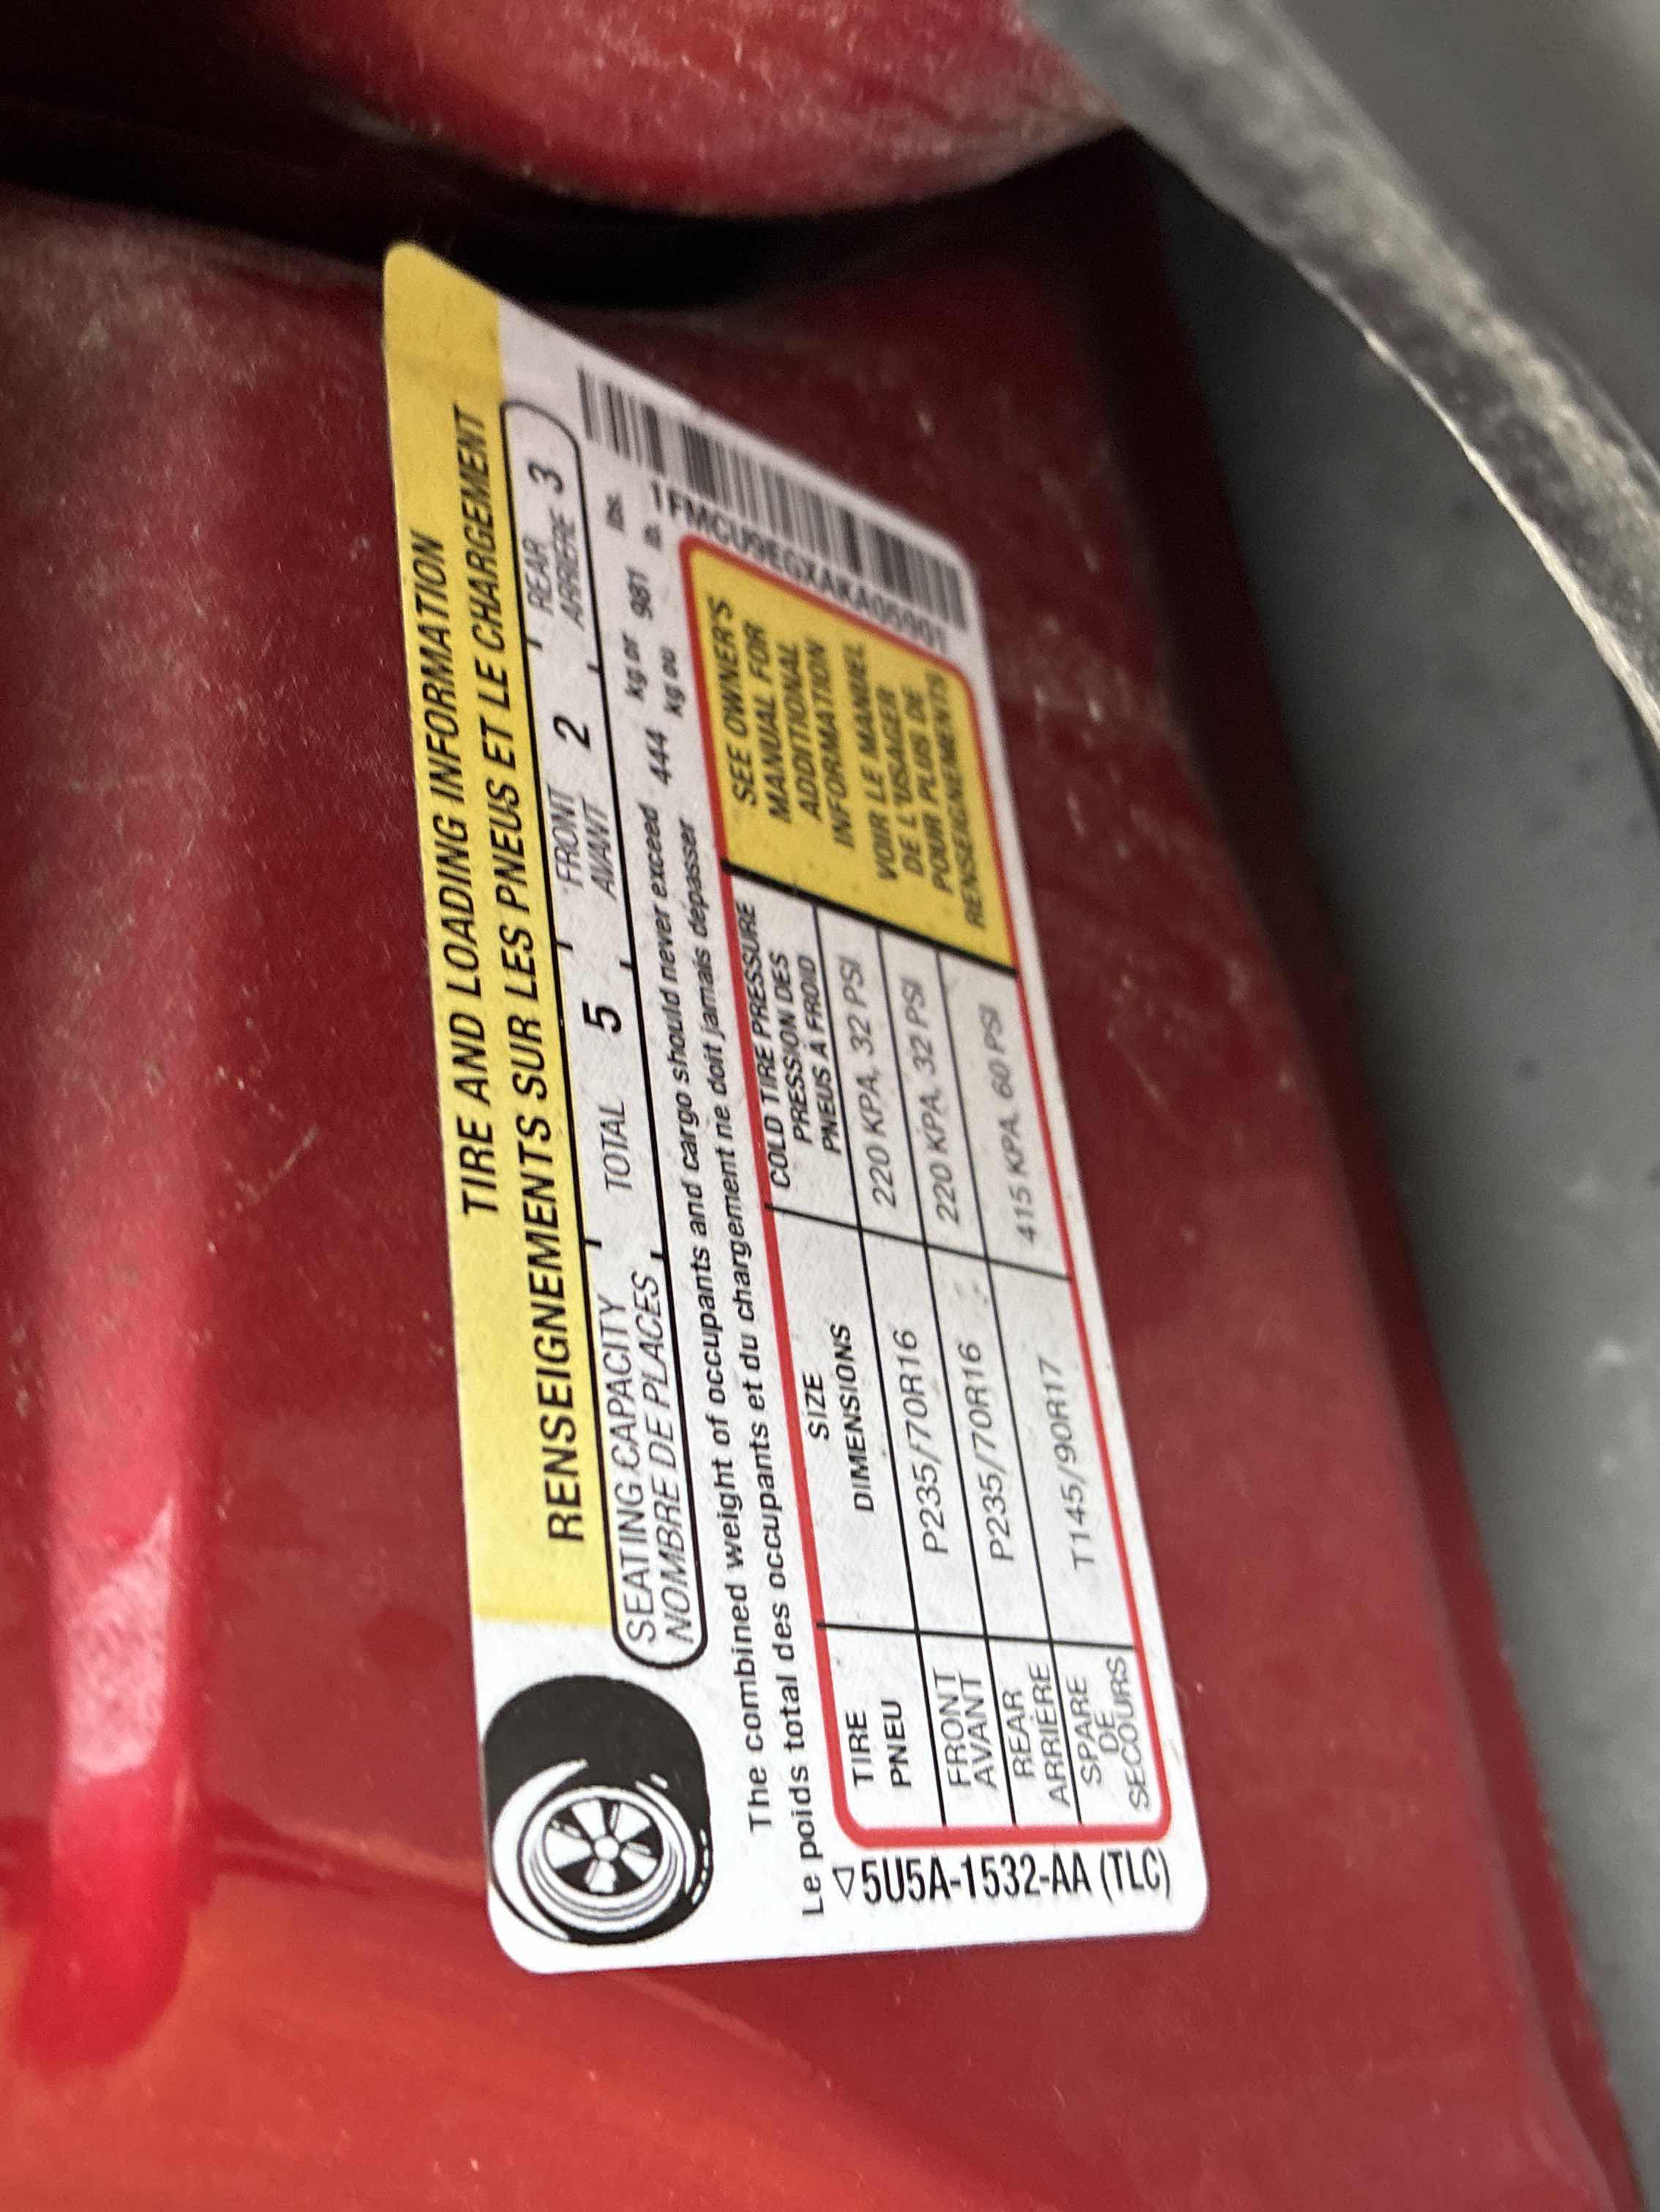 TIRE AND LOADING INFORMATION
RENSEIGNEMENTS SUR LES PNEUS ET LE CHARGEMENT
SEATING CAPACITY TOTAL 5 FRONT 2 REAR 3
NOMBRE DE PLACES AVANT ARRIÈRE
The combined weight of occupants and cargo should never exceed 444 kg or 981 lbs.
Le poids total des occupants et du chargement ne doit jamais dépasser kg ou lb.
TIRE SIZE COLD TIRE PRESSURE
PNEU DIMENSIONS PRESSION DES
PNEUS À FROID
FRONT
AVANT P235/70R16 220 KPA, 32 PSI
REAR
ARRIÈRE P235/70R16 220 KPA, 32 PSI
SPARE
DE
SECOURS T145/90R17 415 KPA, 60 PSI
SEE OWNER'S
MANUAL FOR
ADDITIONAL
INFORMATION
VOIR LE MANUEL
DE L'USAGER
POUR PLUS DE
RENSEIGNEMENTS
5U5A-1532-AA (TLC)